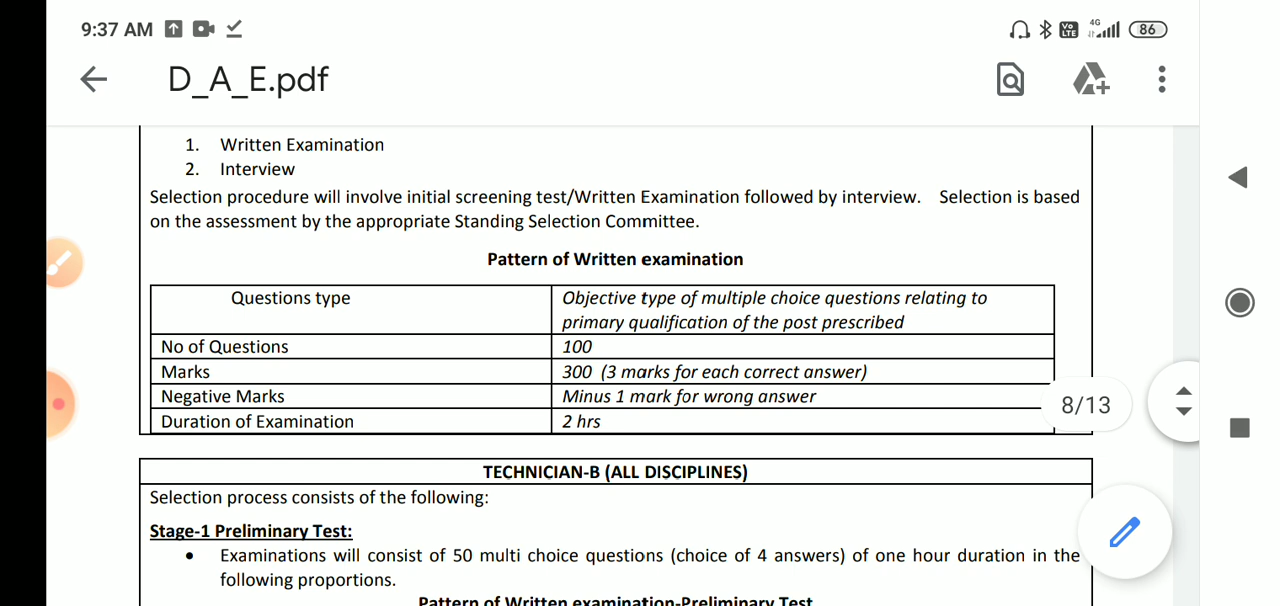 9:37 AM
4G
VO LTE
86
D_A_E.pdf
1. Written Examination
2. Interview
Selection procedure will involve initial screening test/Written Examination followed by interview. Selection is based
on the assessment by the appropriate Standing Selection Committee.
Pattern of Written examination
Questions type
Objective type of multiple choice questions relating to
primary qualification of the post prescribed
No of Questions 100
Marks 300 (3 marks for each correct answer)
Negative Marks Minus 1 mark for wrong answer
8/13
Duration of Examination 2 hrs
TECHNICIAN-B (ALL DISCIPLINES)
Selection process consists of the following:
Stage-1 Preliminary Test:
• Examinations will consist of 50 multi choice questions (choice of 4 answers) of one hour duration in the
following proportions.
Pattern of Written examination-Preliminary Test